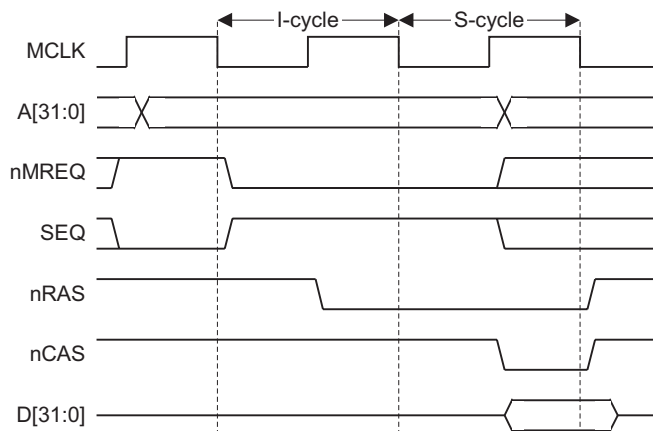 I-cycle S-cycle
MCLK
A[31:0]
nMREQ
SEQ
nRAS
nCAS
D[31:0]